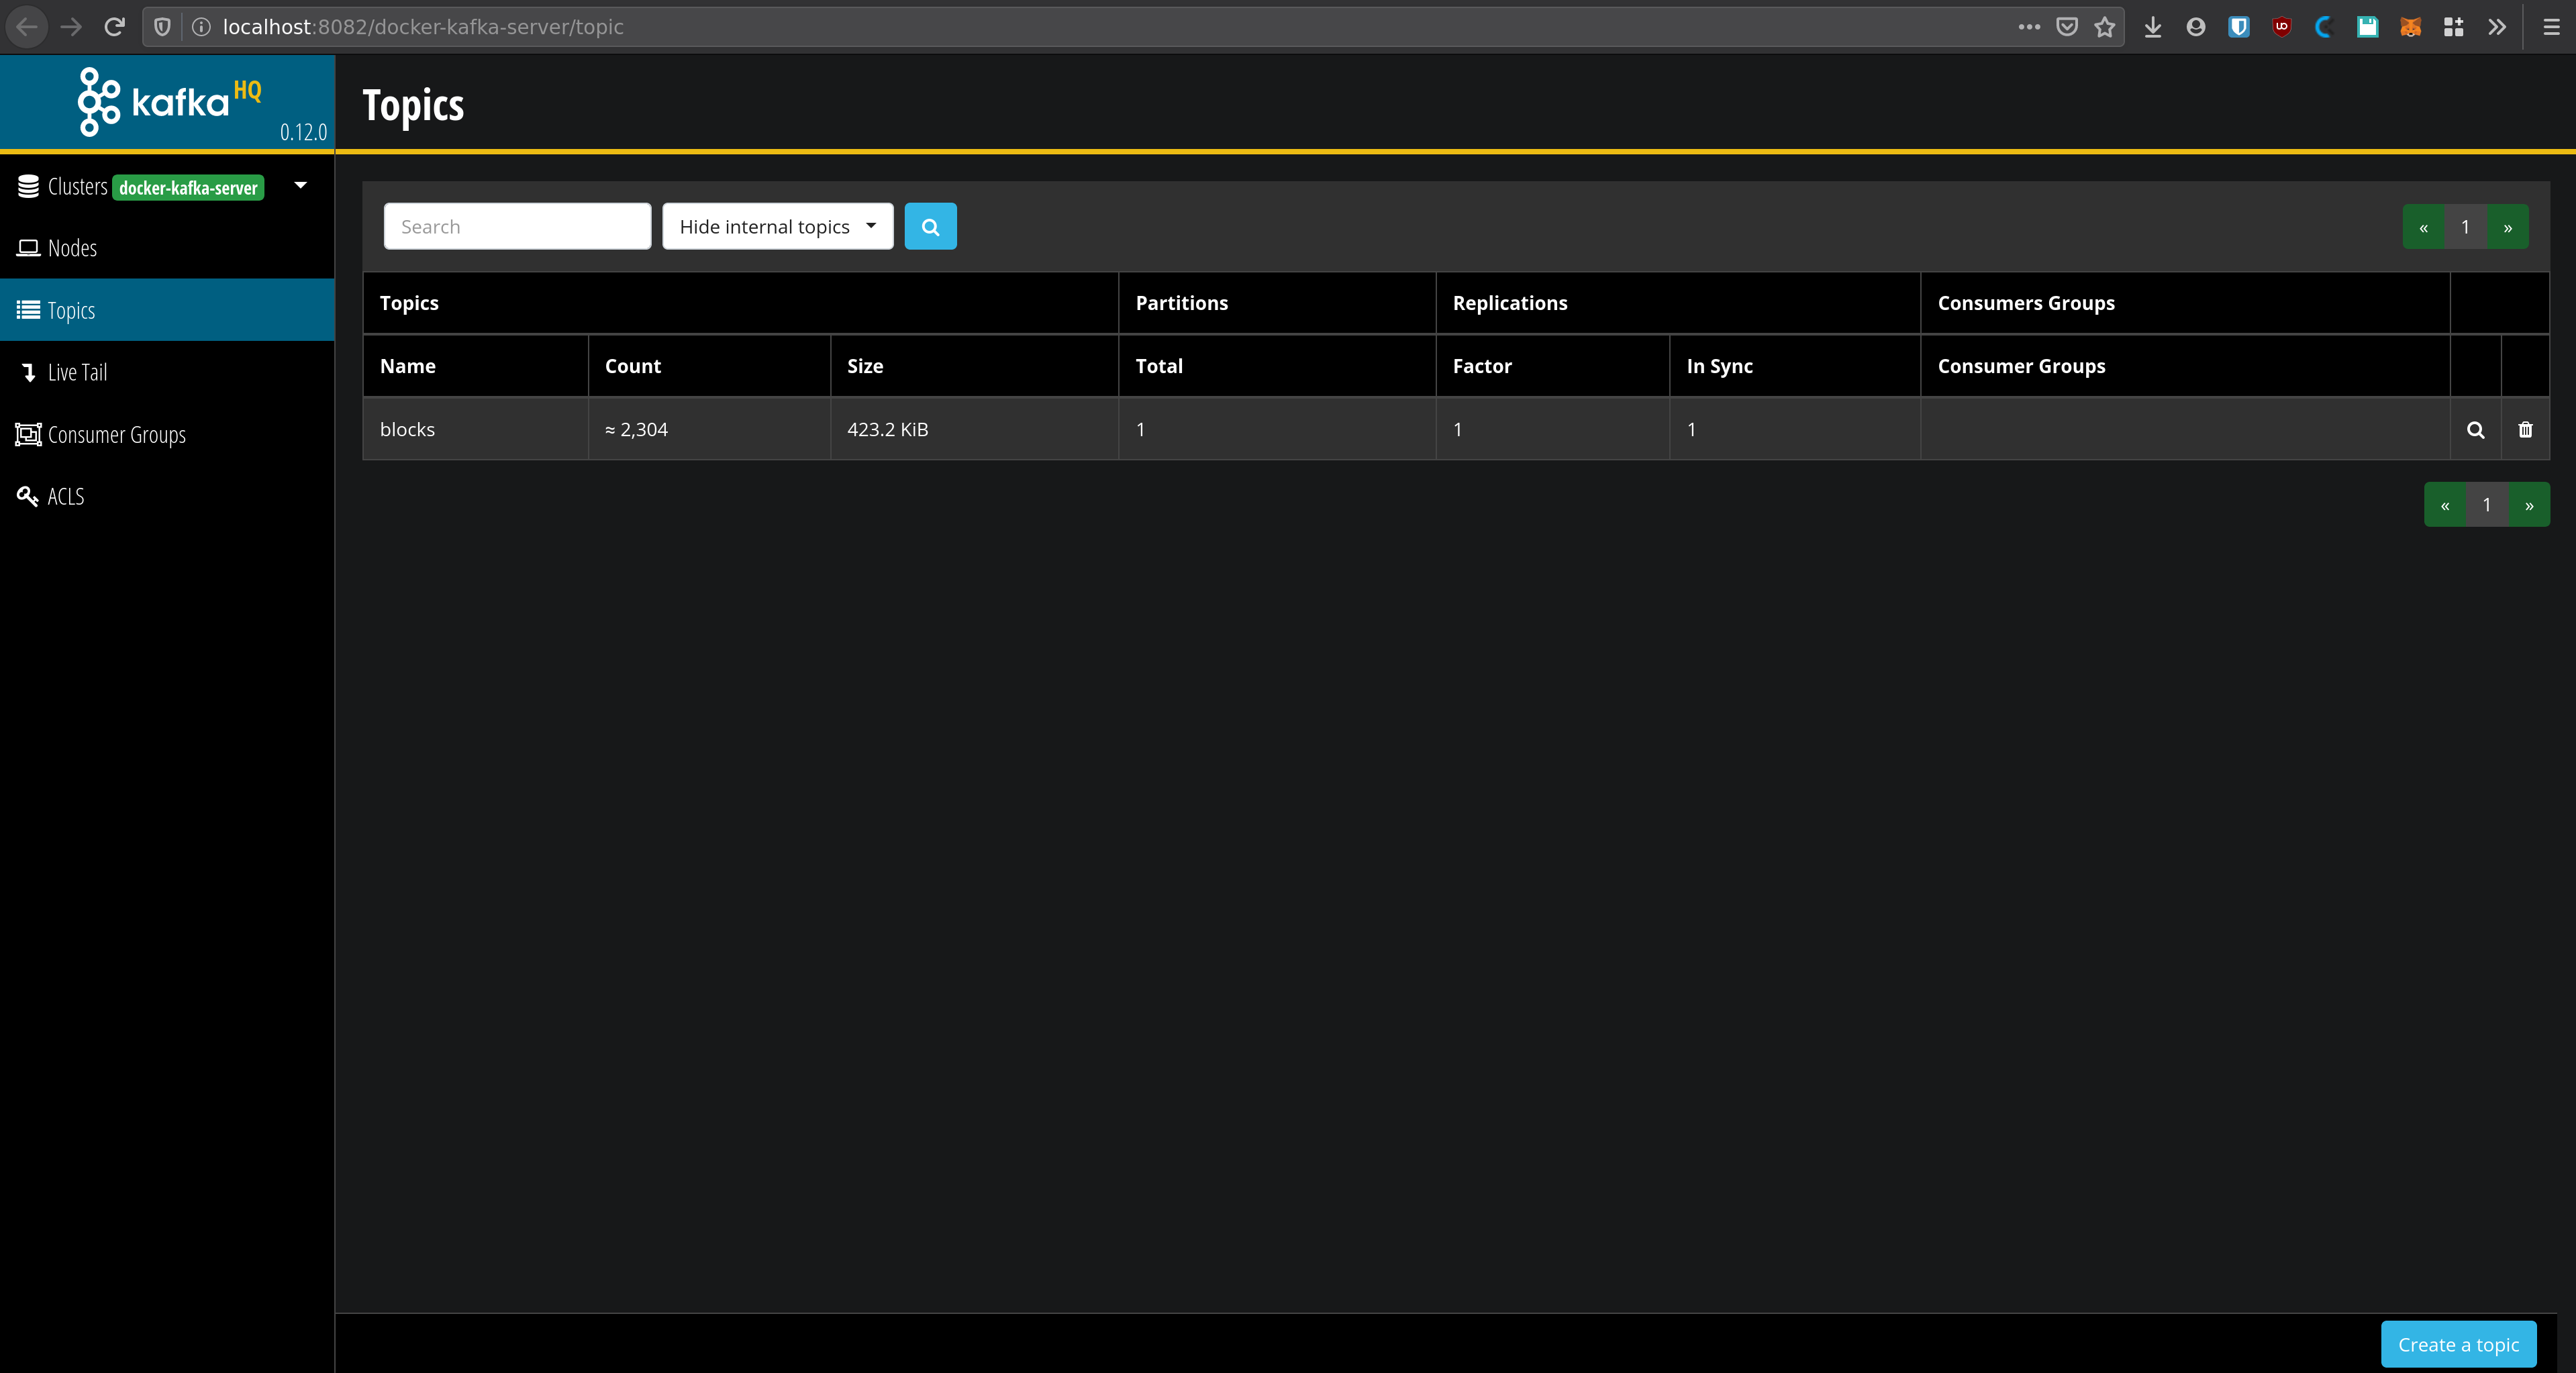 localhost:8082/docker-kafka-server/topic
kafka HQ
0.12.0
Topics
Clusters docker-kafka-server
Nodes
Topics
Live Tail
Consumer Groups
ACLS
Search
Hide internal topics
« 1 »
Topics Partitions Replications Consumers Groups
Name Count Size Total Factor In Sync Consumer Groups
blocks ≈ 2,304 423.2 KiB 1 1 1
« 1 »
Create a topic